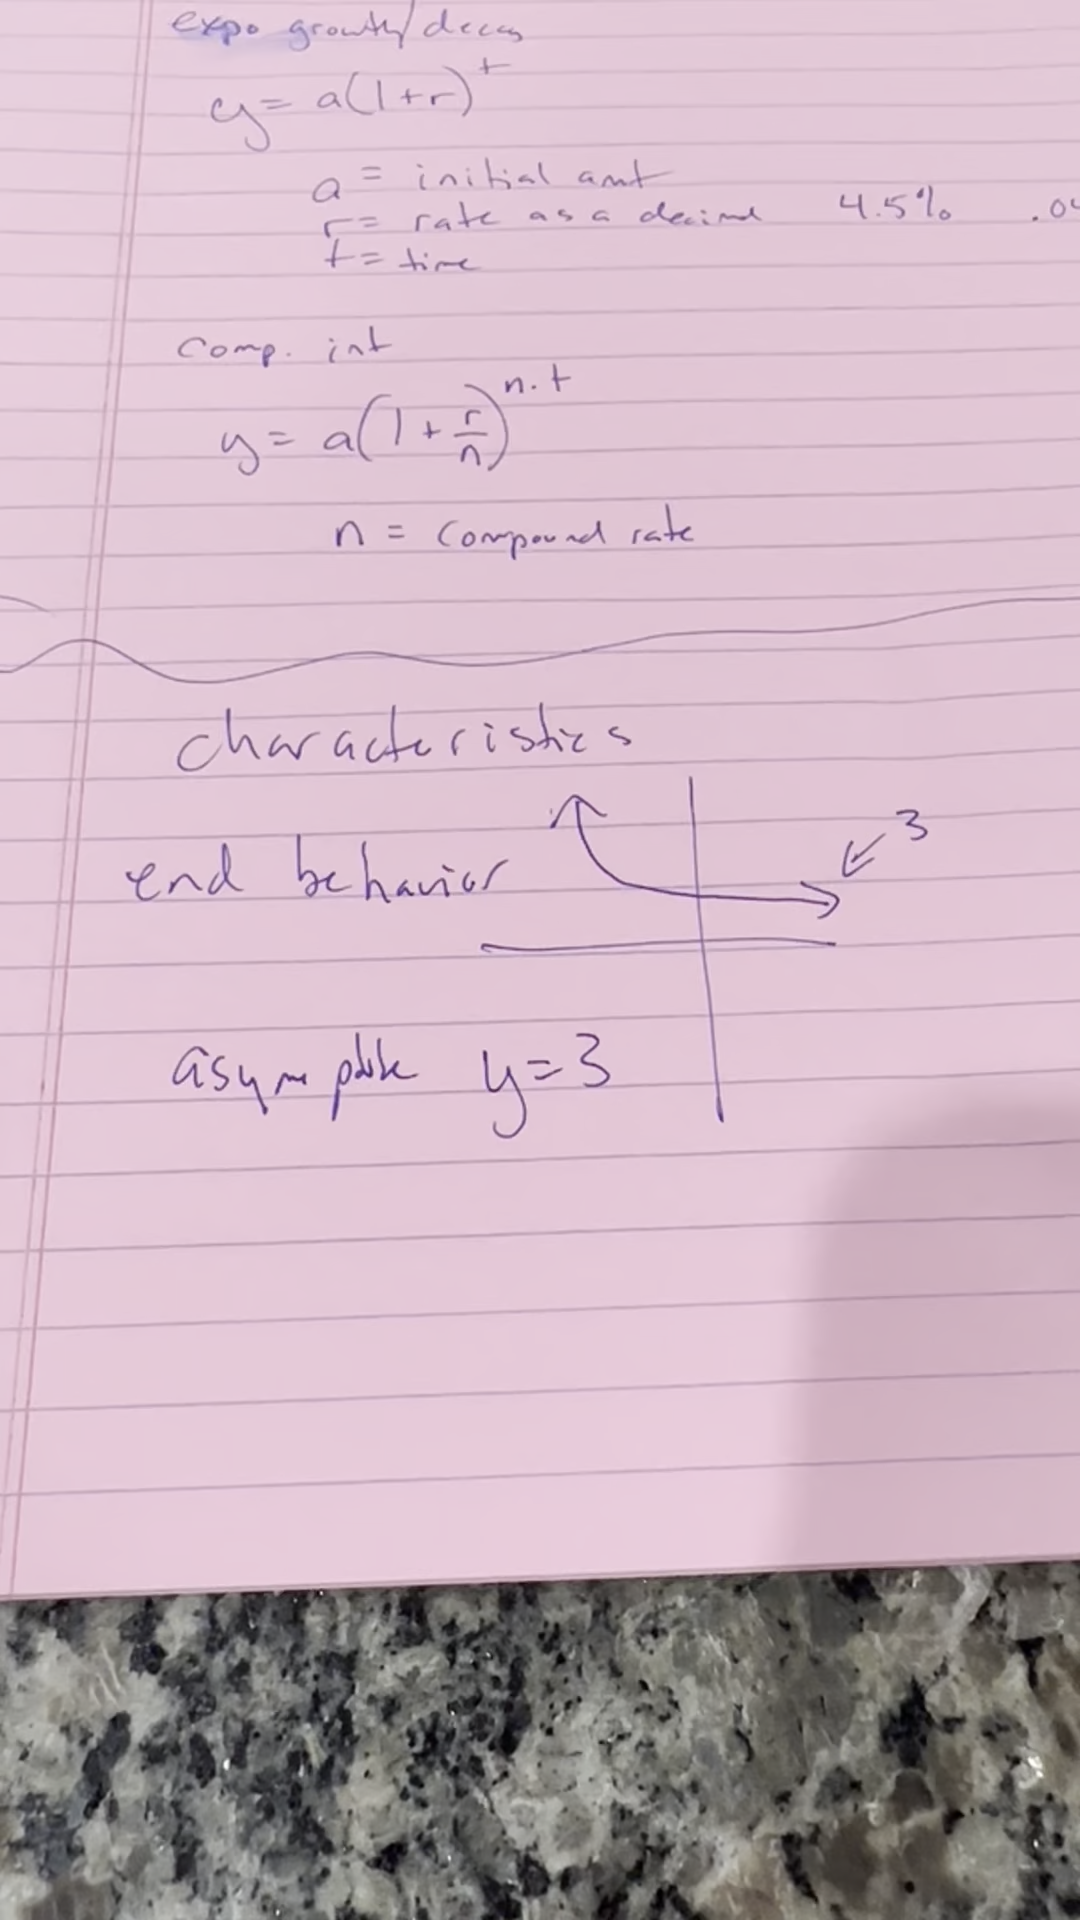 expo growth/decay
y = a(1+r)^t
a = initial amt
r = rate as a decimal 4.5% .04
t = time
comp. int
y = a(1 + r/n)^n·t
n = compound rate
characteristics
3
end behavior
asymptote y=3